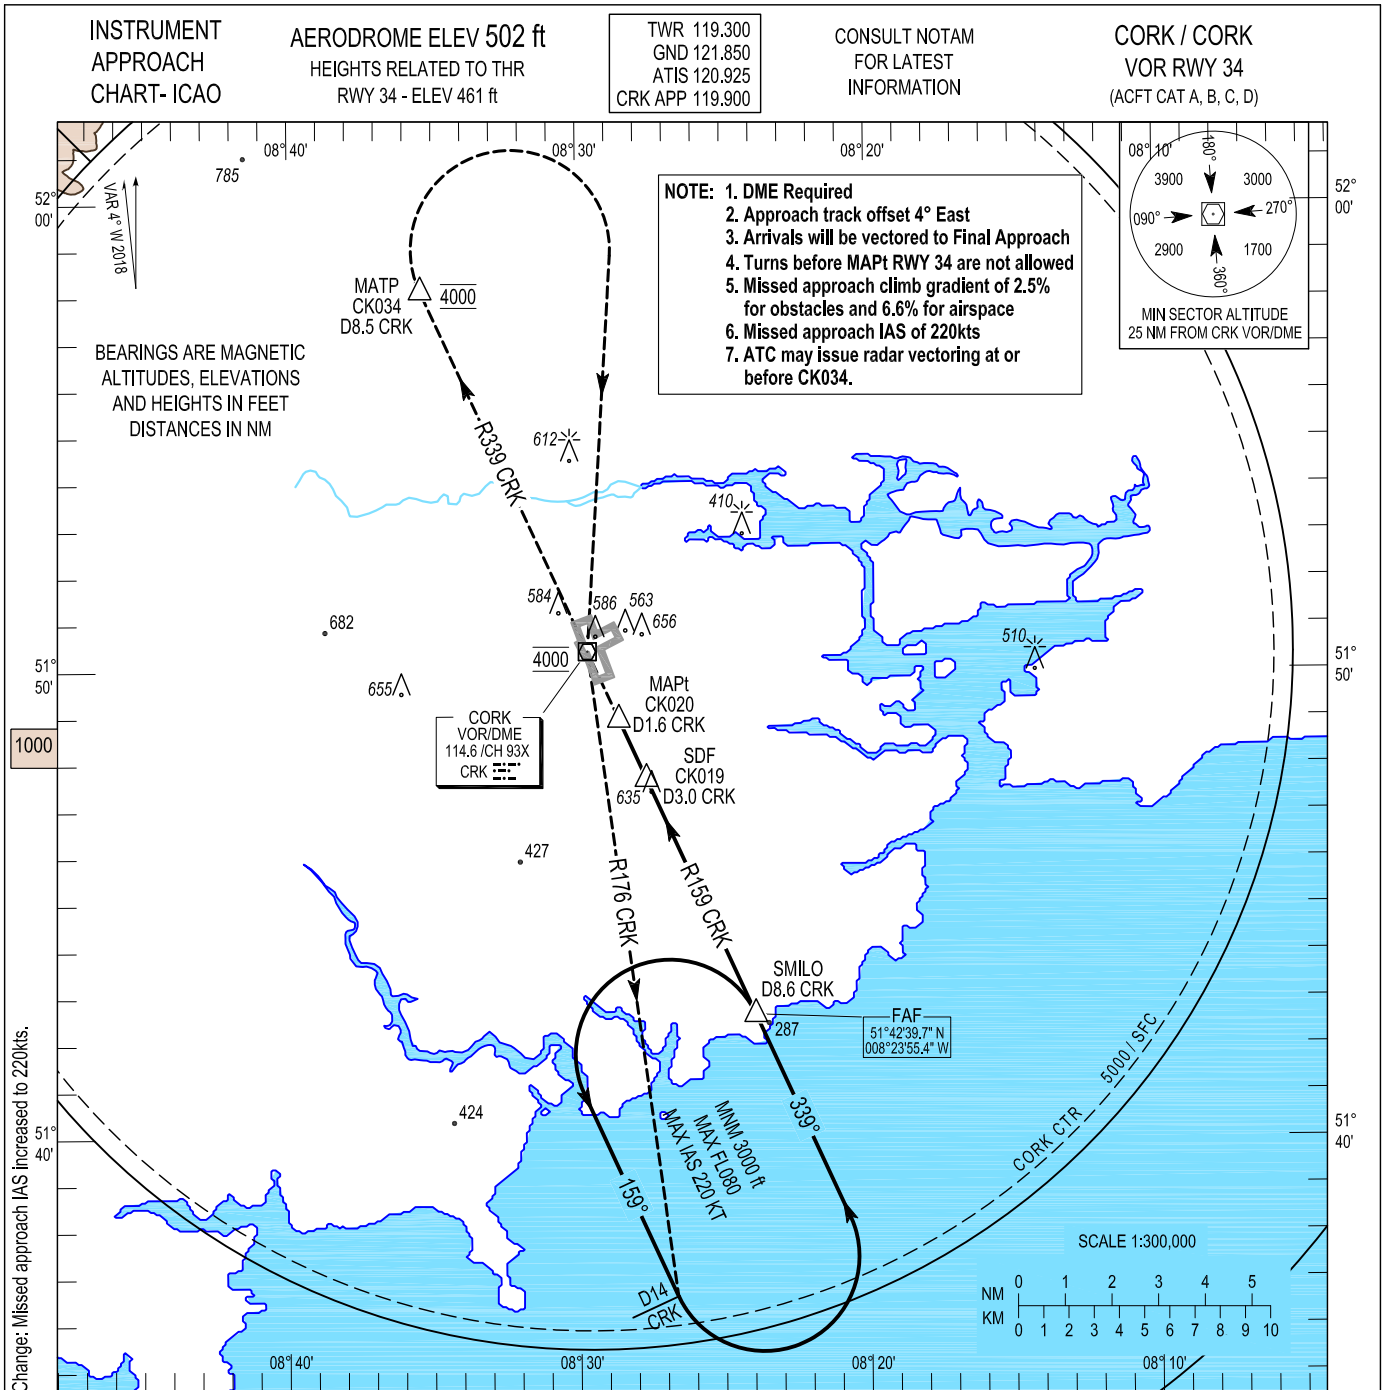 INSTRUMENT
APPROACH
CHART- ICAO
AERODROME ELEV 502 ft
HEIGHTS RELATED TO THR
RWY 34 - ELEV 461 ft
TWR 119.300
GND 121.850
ATIS 120.925
CRK APP 119.900
CONSULT NOTAM
FOR LATEST
INFORMATION
CORK / CORK
VOR RWY 34
(ACFT CAT A, B, C, D)
08°40'
08°30'
08°20'
08°10'
785
52°
00'
VAR 4° W 2018
52°
00'
NOTE: 1. DME Required
2. Approach track offset 4° East
3. Arrivals will be vectored to Final Approach
4. Turns before MAPt RWY 34 are not allowed
5. Missed approach climb gradient of 2.5%
for obstacles and 6.6% for airspace
6. Missed approach IAS of 220kts
7. ATC may issue radar vectoring at or
before CK034.
180°
3900
3000
090°
270°
2900
1700
360°
MIN SECTOR ALTITUDE
25 NM FROM CRK VOR/DME
MATP
CK034
D8.5 CRK
4000
BEARINGS ARE MAGNETIC
ALTITUDES, ELEVATIONS
AND HEIGHTS IN FEET
DISTANCES IN NM
R339 CRK
612
410
584
586
563
656
682
510
4000
655
51°
50'
51°
50'
MAPt
CK020
D1.6 CRK
CORK
VOR/DME
114.6 /CH 93X
CRK
SDF
CK019
D3.0 CRK
635
1000
427
R176 CRK
R159 CRK
SMILO
D8.6 CRK
287
FAF
51°42'39.7" N
008°23'55.4" W
424
51°
40'
51°
40'
MNM 3000 ft
MAX FL080
MAX IAS 220 KT
339°
159°
5000 / SFC
CORK CTR
D14
CRK
SCALE 1:300,000
NM 0 1 2 3 4 5
KM 0 1 2 3 4 5 6 7 8 9 10
08°40'
08°30'
08°20'
08°10'
Change: Missed approach IAS increased to 220kts.